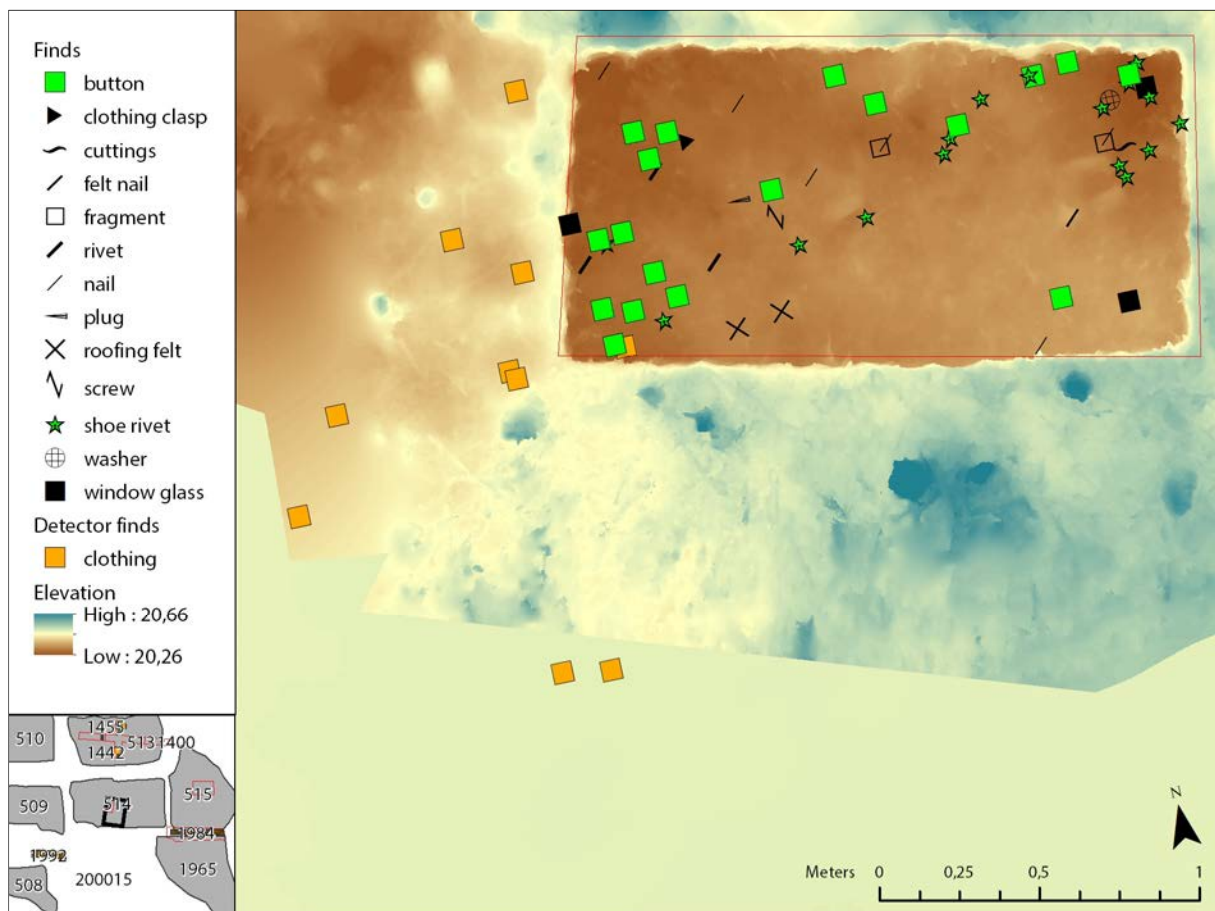 Finds
button
clothing clasp
cuttings
felt nail
fragment
rivet
nail
plug
roofing felt
screw
shoe rivet
washer
window glass
Detector finds
clothing
Elevation
High : 20,66
Low : 20,26
1455
510
5131400
1442
509
514
515
1984
1992
508
200015
1965
N
Meters 0 0,25 0,5 1